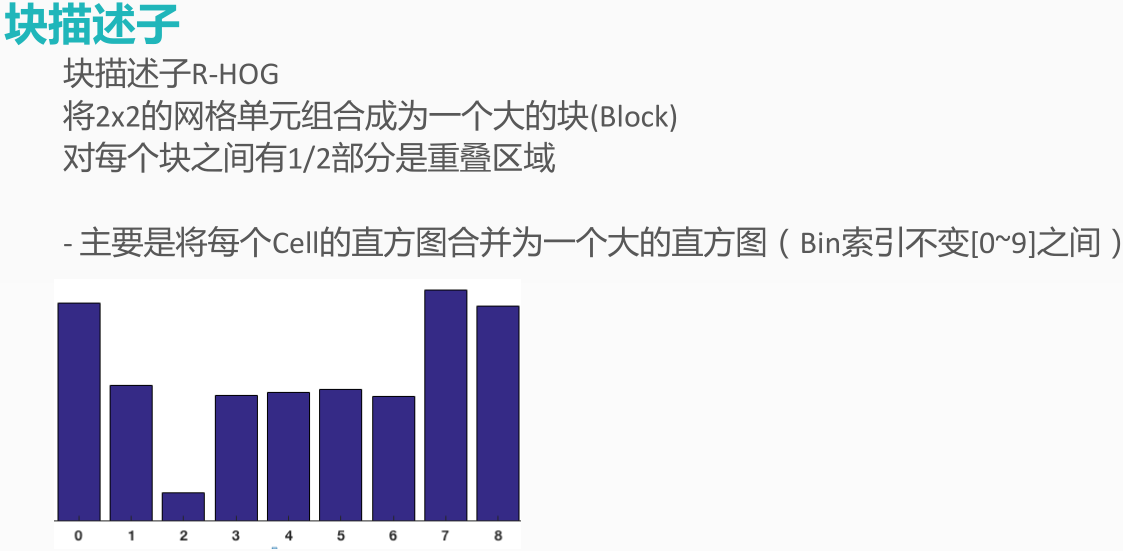 块描述子
块描述子R-HOG
将2x2的网格单元组合成为一个大的块(Block)
对每个块之间有1/2部分是重叠区域
- 主要是将每个Cell的直方图合并为一个大的直方图（Bin索引不变[0~9]之间）
0 1 2 3 4 5 6 7 8